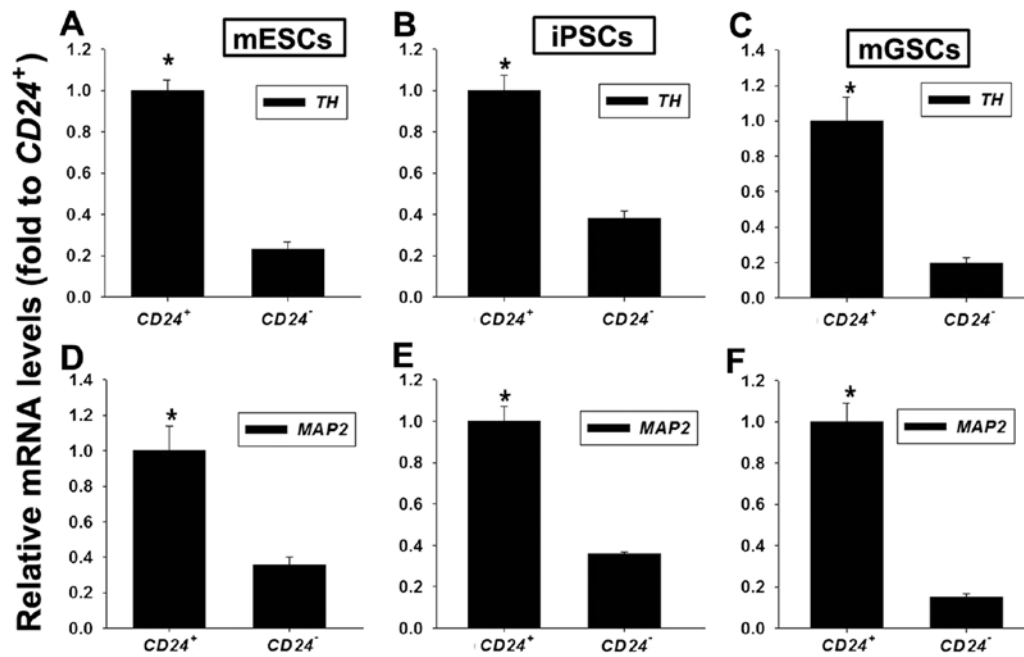 Relative mRNA levels (fold to CD24⁺)
A
mESCs
1.2
1.0
0.8
0.6
0.4
0.2
0.0
*
TH
CD24⁺
CD24⁻
B
iPSCs
1.2
1.0
0.8
0.6
0.4
0.2
0.0
*
TH
CD24⁺
CD24⁻
C
mGSCs
1.4
1.2
1.0
0.8
0.6
0.4
0.2
0.0
*
TH
CD24⁺
CD24⁻
D
1.4
1.2
1.0
0.8
0.6
0.4
0.2
0.0
*
MAP2
CD24⁺
CD24⁻
E
1.2
1.0
0.8
0.6
0.4
0.2
0.0
*
MAP2
CD24⁺
CD24⁻
F
1.2
1.0
0.8
0.6
0.4
0.2
0.0
*
MAP2
CD24⁺
CD24⁻